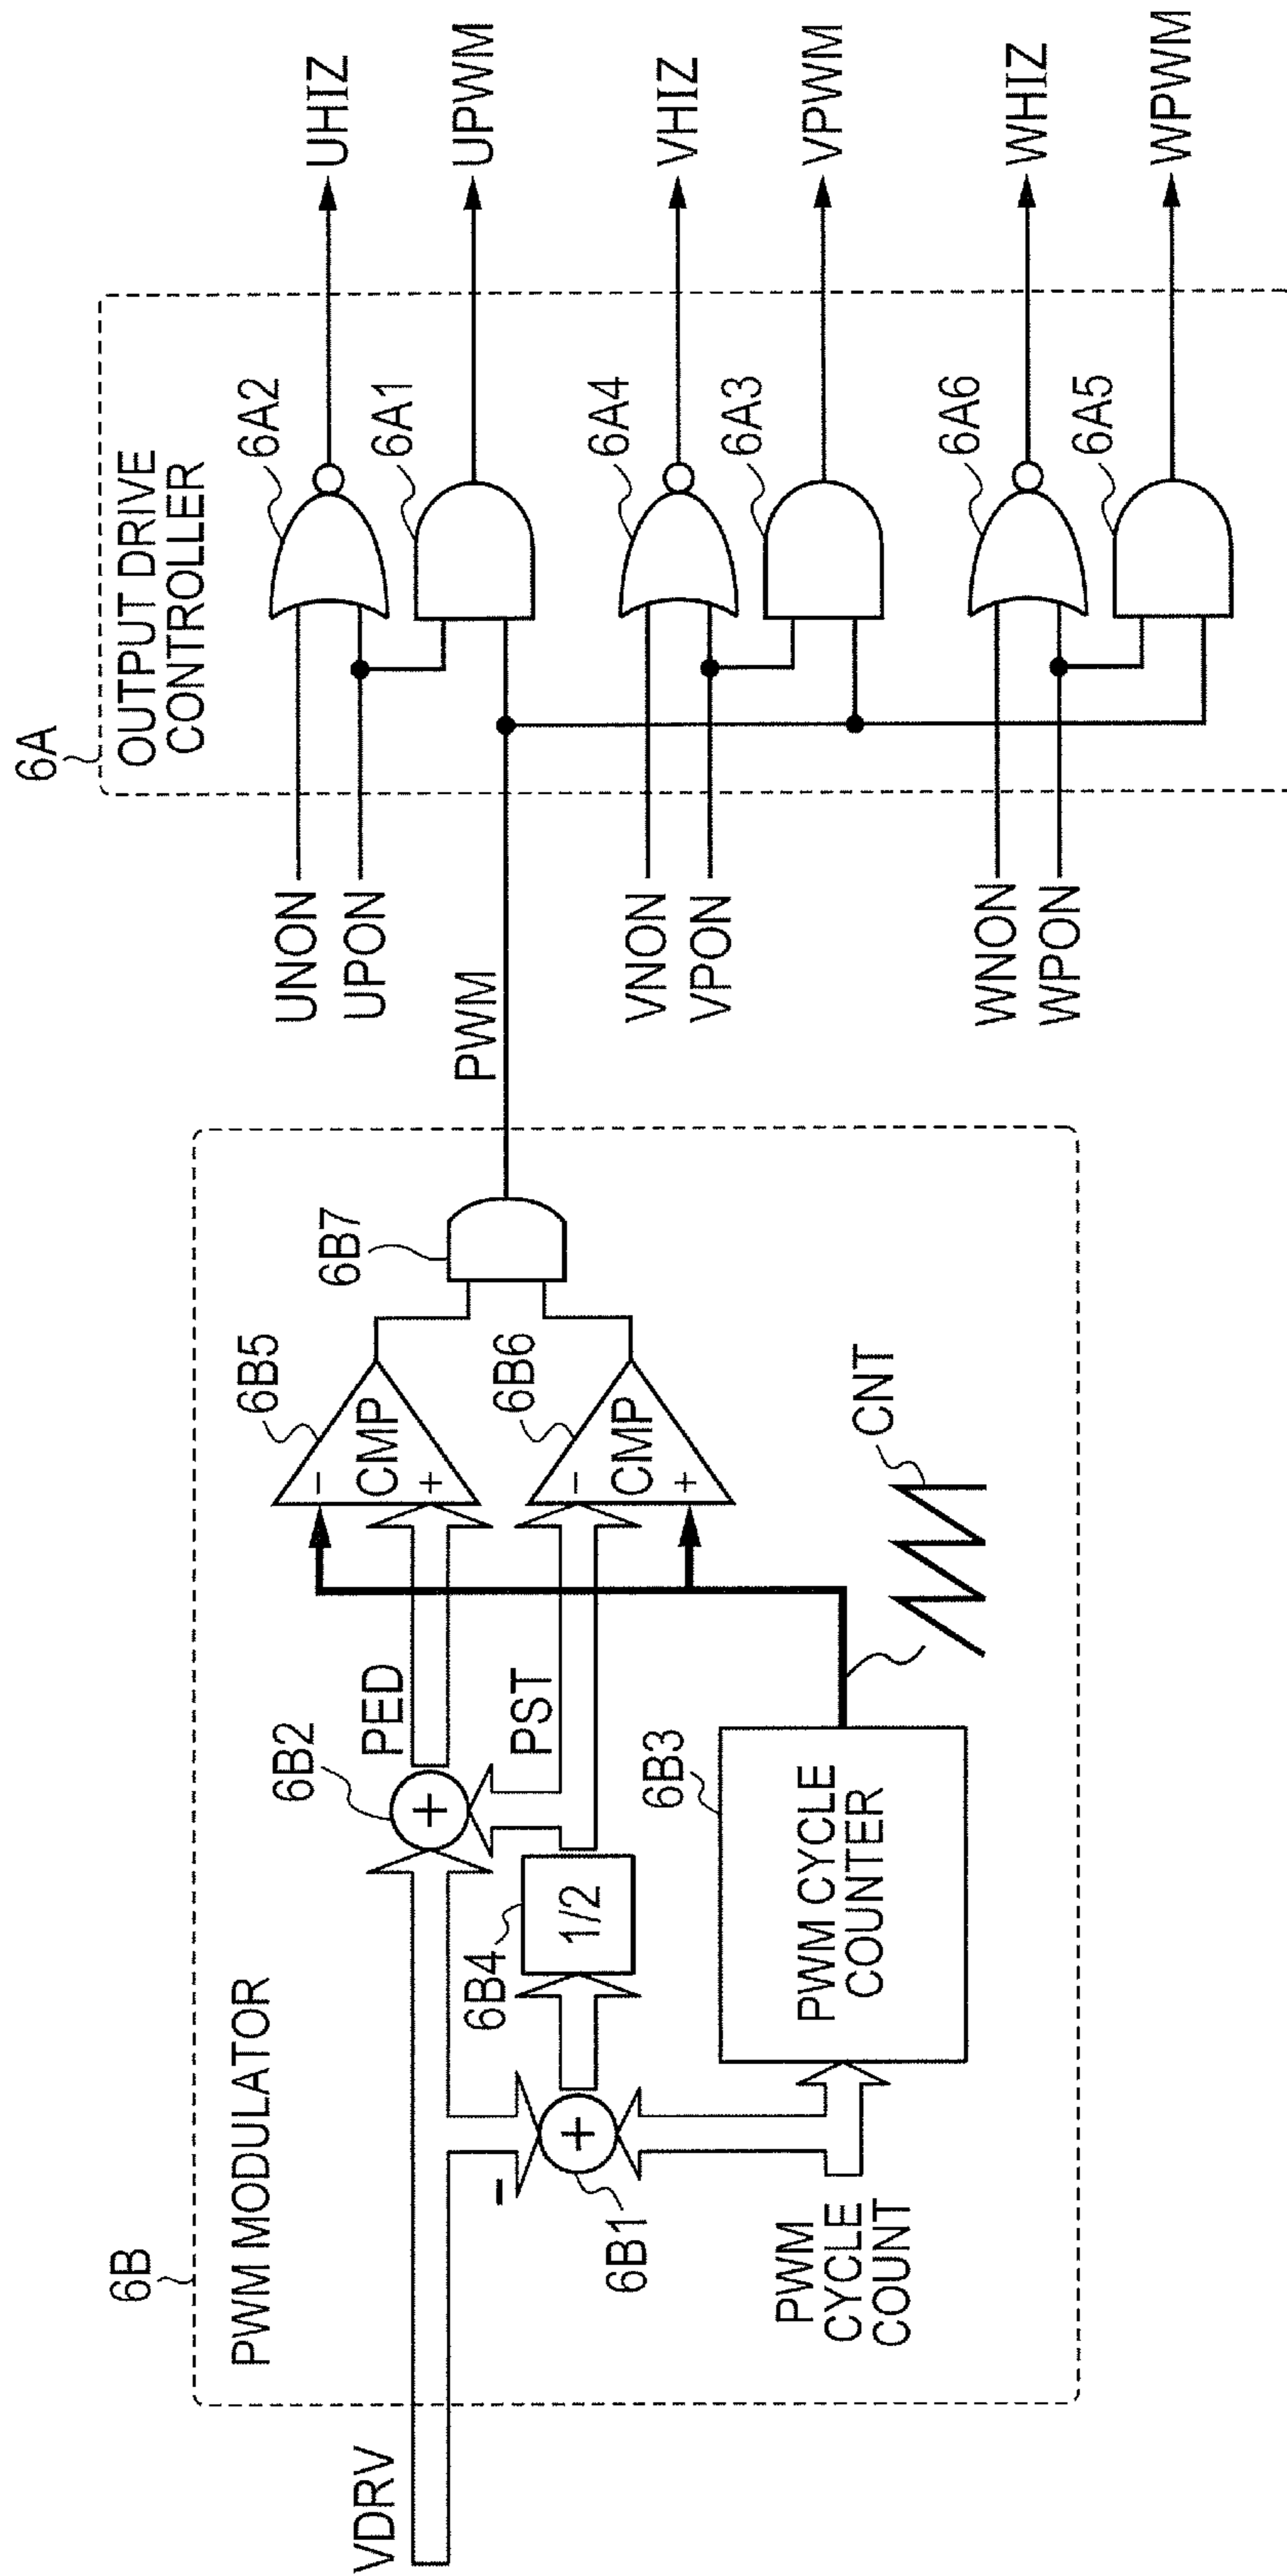 6B
PWM MODULATOR
VDRV
6B1
–
+
PWM
CYCLE
COUNT
6B4
1/2
6B2
+
PED
PST
6B3
PWM CYCLE
COUNTER
CNT
6B5
CMP
–
+
6B6
CMP
–
+
6B7
PWM
6A
OUTPUT DRIVE
CONTROLLER
UNON
UPON
VNON
VPON
WNON
WPON
6A2
6A1
6A4
6A3
6A6
6A5
UHIZ
UPWM
VHIZ
VPWM
WHIZ
WPWM